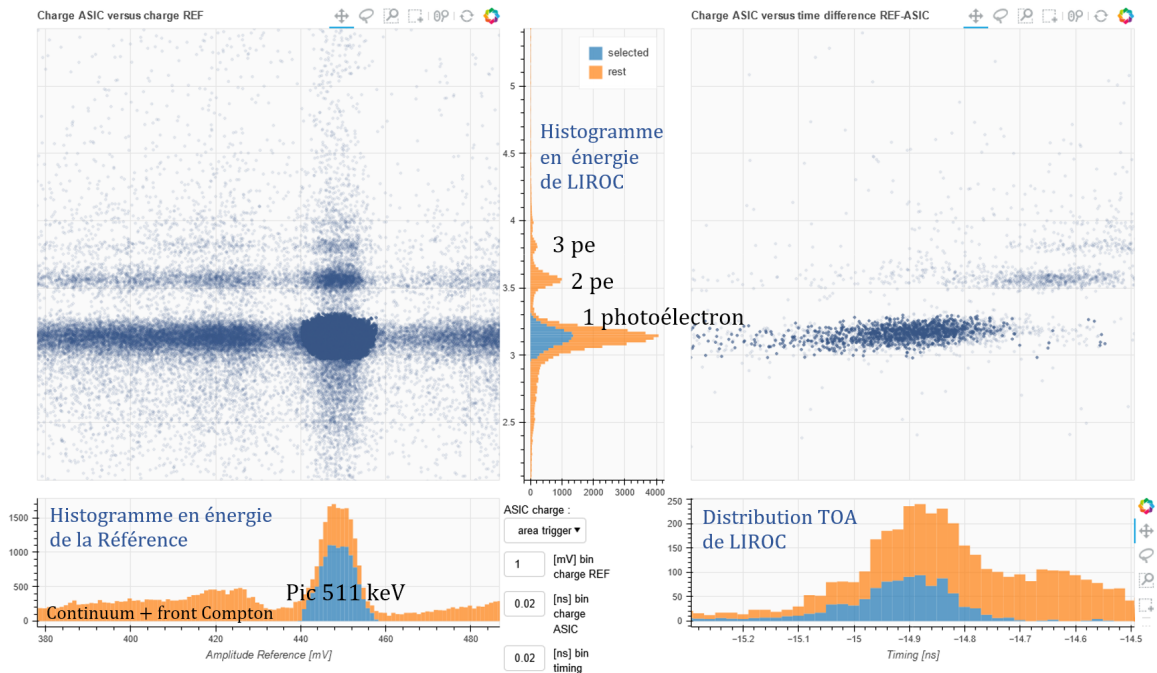 Charge ASIC versus charge REF
Charge ASIC versus time difference REF-ASIC
selected
rest
5
4.5
4
3.5
3
2.5
Histogramme
en énergie
de LIROC
3 pe
2 pe
1 photoélectron
0 1000 2000 3000 4000
1500
1000
500
0
Histogramme en énergie
de la Référence
Pic 511 keV
Continuum + front Compton
380 400 420 440 460 480
Amplitude Reference [mV]
ASIC charge :
area trigger
1 [mV] bin
charge REF
0.02 [ns] bin
charge
ASIC
0.02 [ns] bin
timing
250
200
150
100
50
0
Distribution TOA
de LIROC
−15.2 −15.1 −15 −14.9 −14.8 −14.7 −14.6 −14.5
Timing [ns]